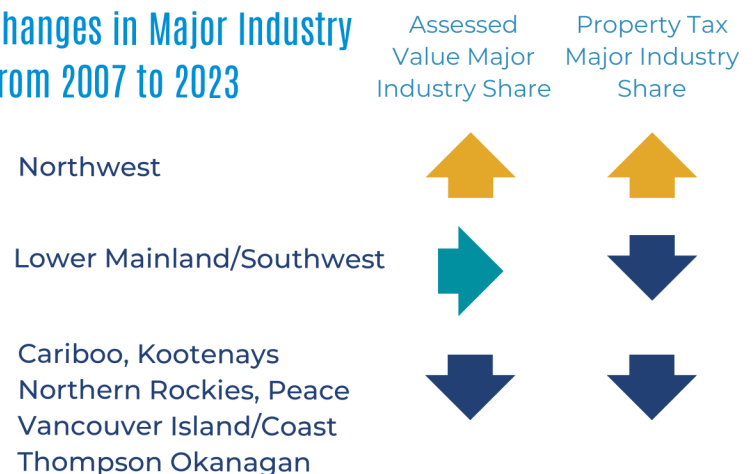 hanges in Major Industry
rom 2007 to 2023
Assessed
Value Major
Industry Share
Property Tax
Major Industry
Share
Northwest
Lower Mainland/Southwest
Cariboo, Kootenays
Northern Rockies, Peace
Vancouver Island/Coast
Thompson Okanagan